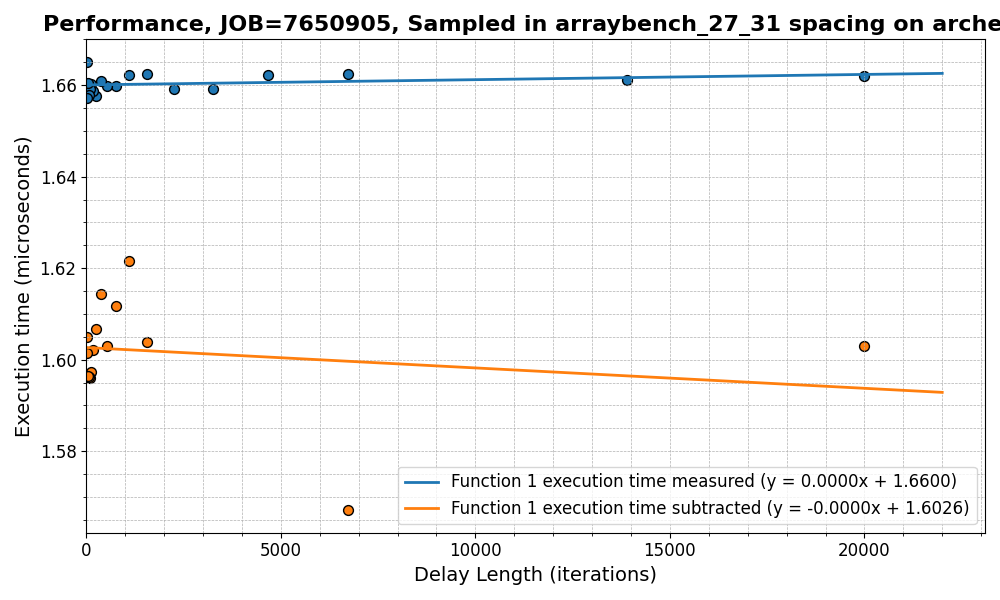 Performance, JOB=7650905, Sampled in arraybench_27_31 spacing on arche
Execution time (microseconds)
1.66
1.64
1.62
1.60
1.58
Function 1 execution time measured (y = 0.0000x + 1.6600)
Function 1 execution time subtracted (y = -0.0000x + 1.6026)
0 5000 10000 15000 20000
Delay Length (iterations)